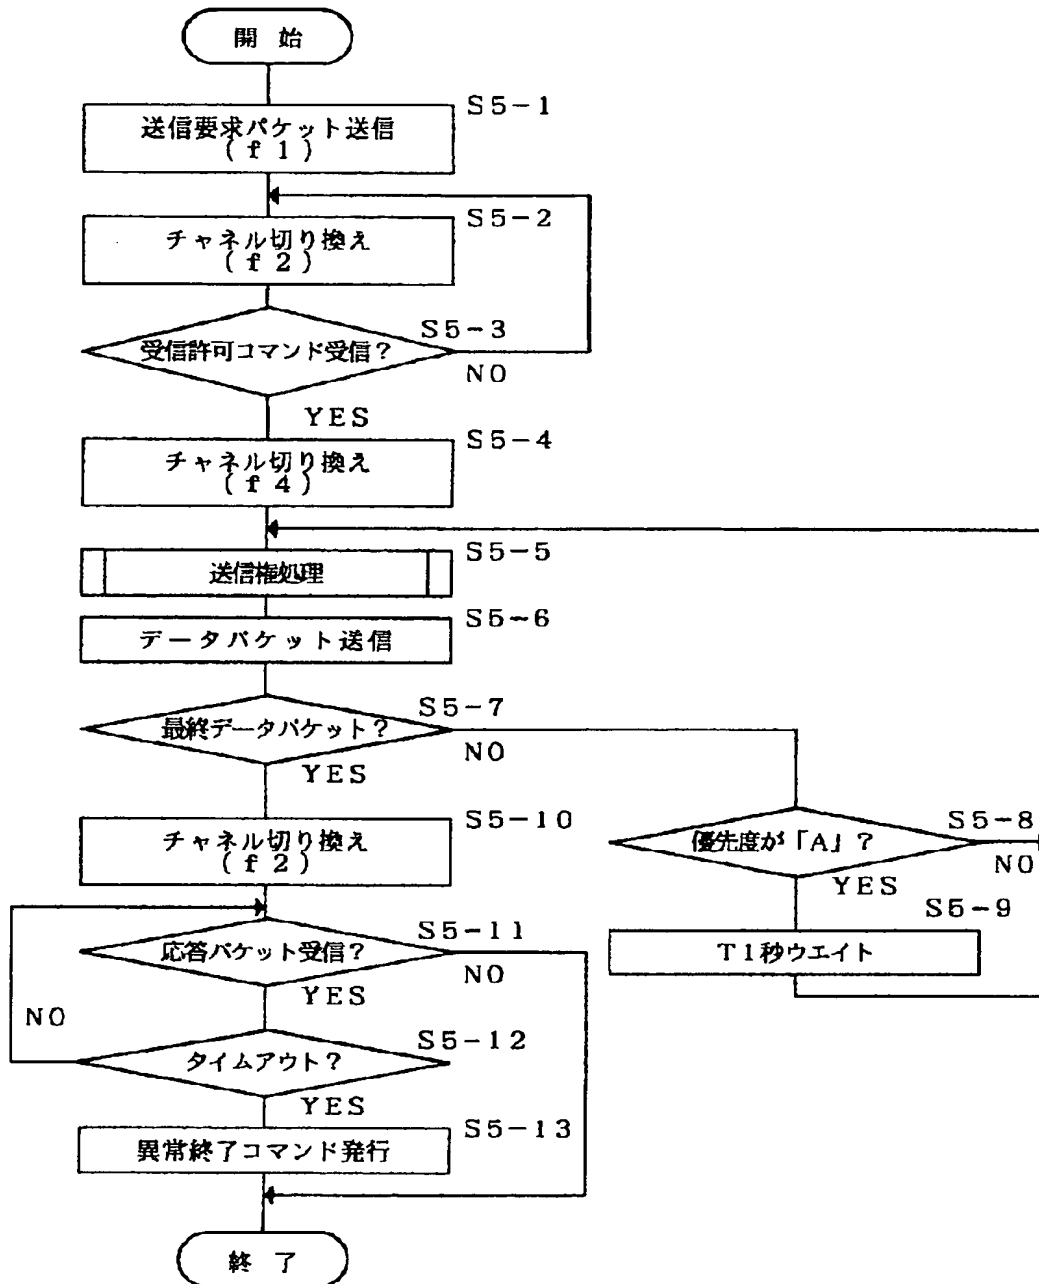 開 始
S5-1
送信要求パケット送信
(f1)
S5-2
チャネル切り換え
(f2)
S5-3
受信許可コマンド受信?
NO
YES
S5-4
チャネル切り換え
(f4)
S5-5
送信権処理
S5-6
データパケット送信
S5-7
最終データパケット?
NO
YES
S5-8
優先度が「A」?
NO
YES
S5-9
T1秒ウエイト
S5-10
チャネル切り換え
(f2)
S5-11
応答パケット受信?
NO
YES
NO
S5-12
タイムアウト?
YES
S5-13
異常終了コマンド発行
終 了